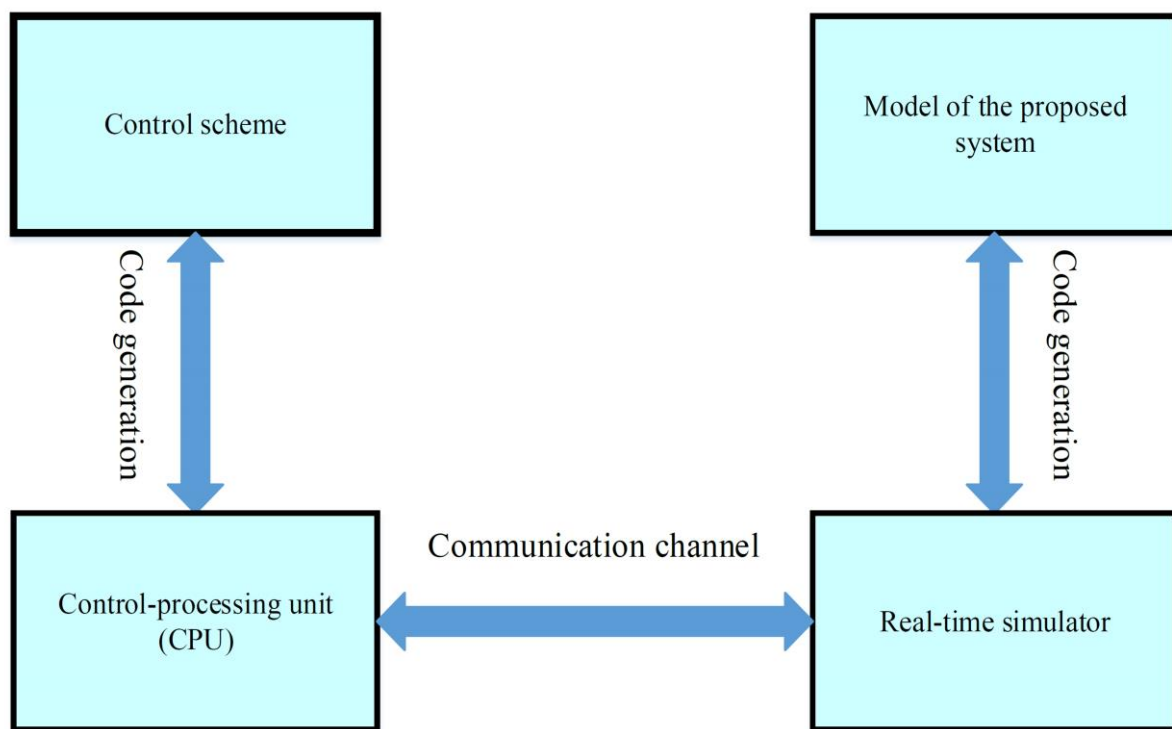 Control scheme
Model of the proposed
system
Code generation
Code generation
Communication channel
Control-processing unit
(CPU)
Real-time simulator